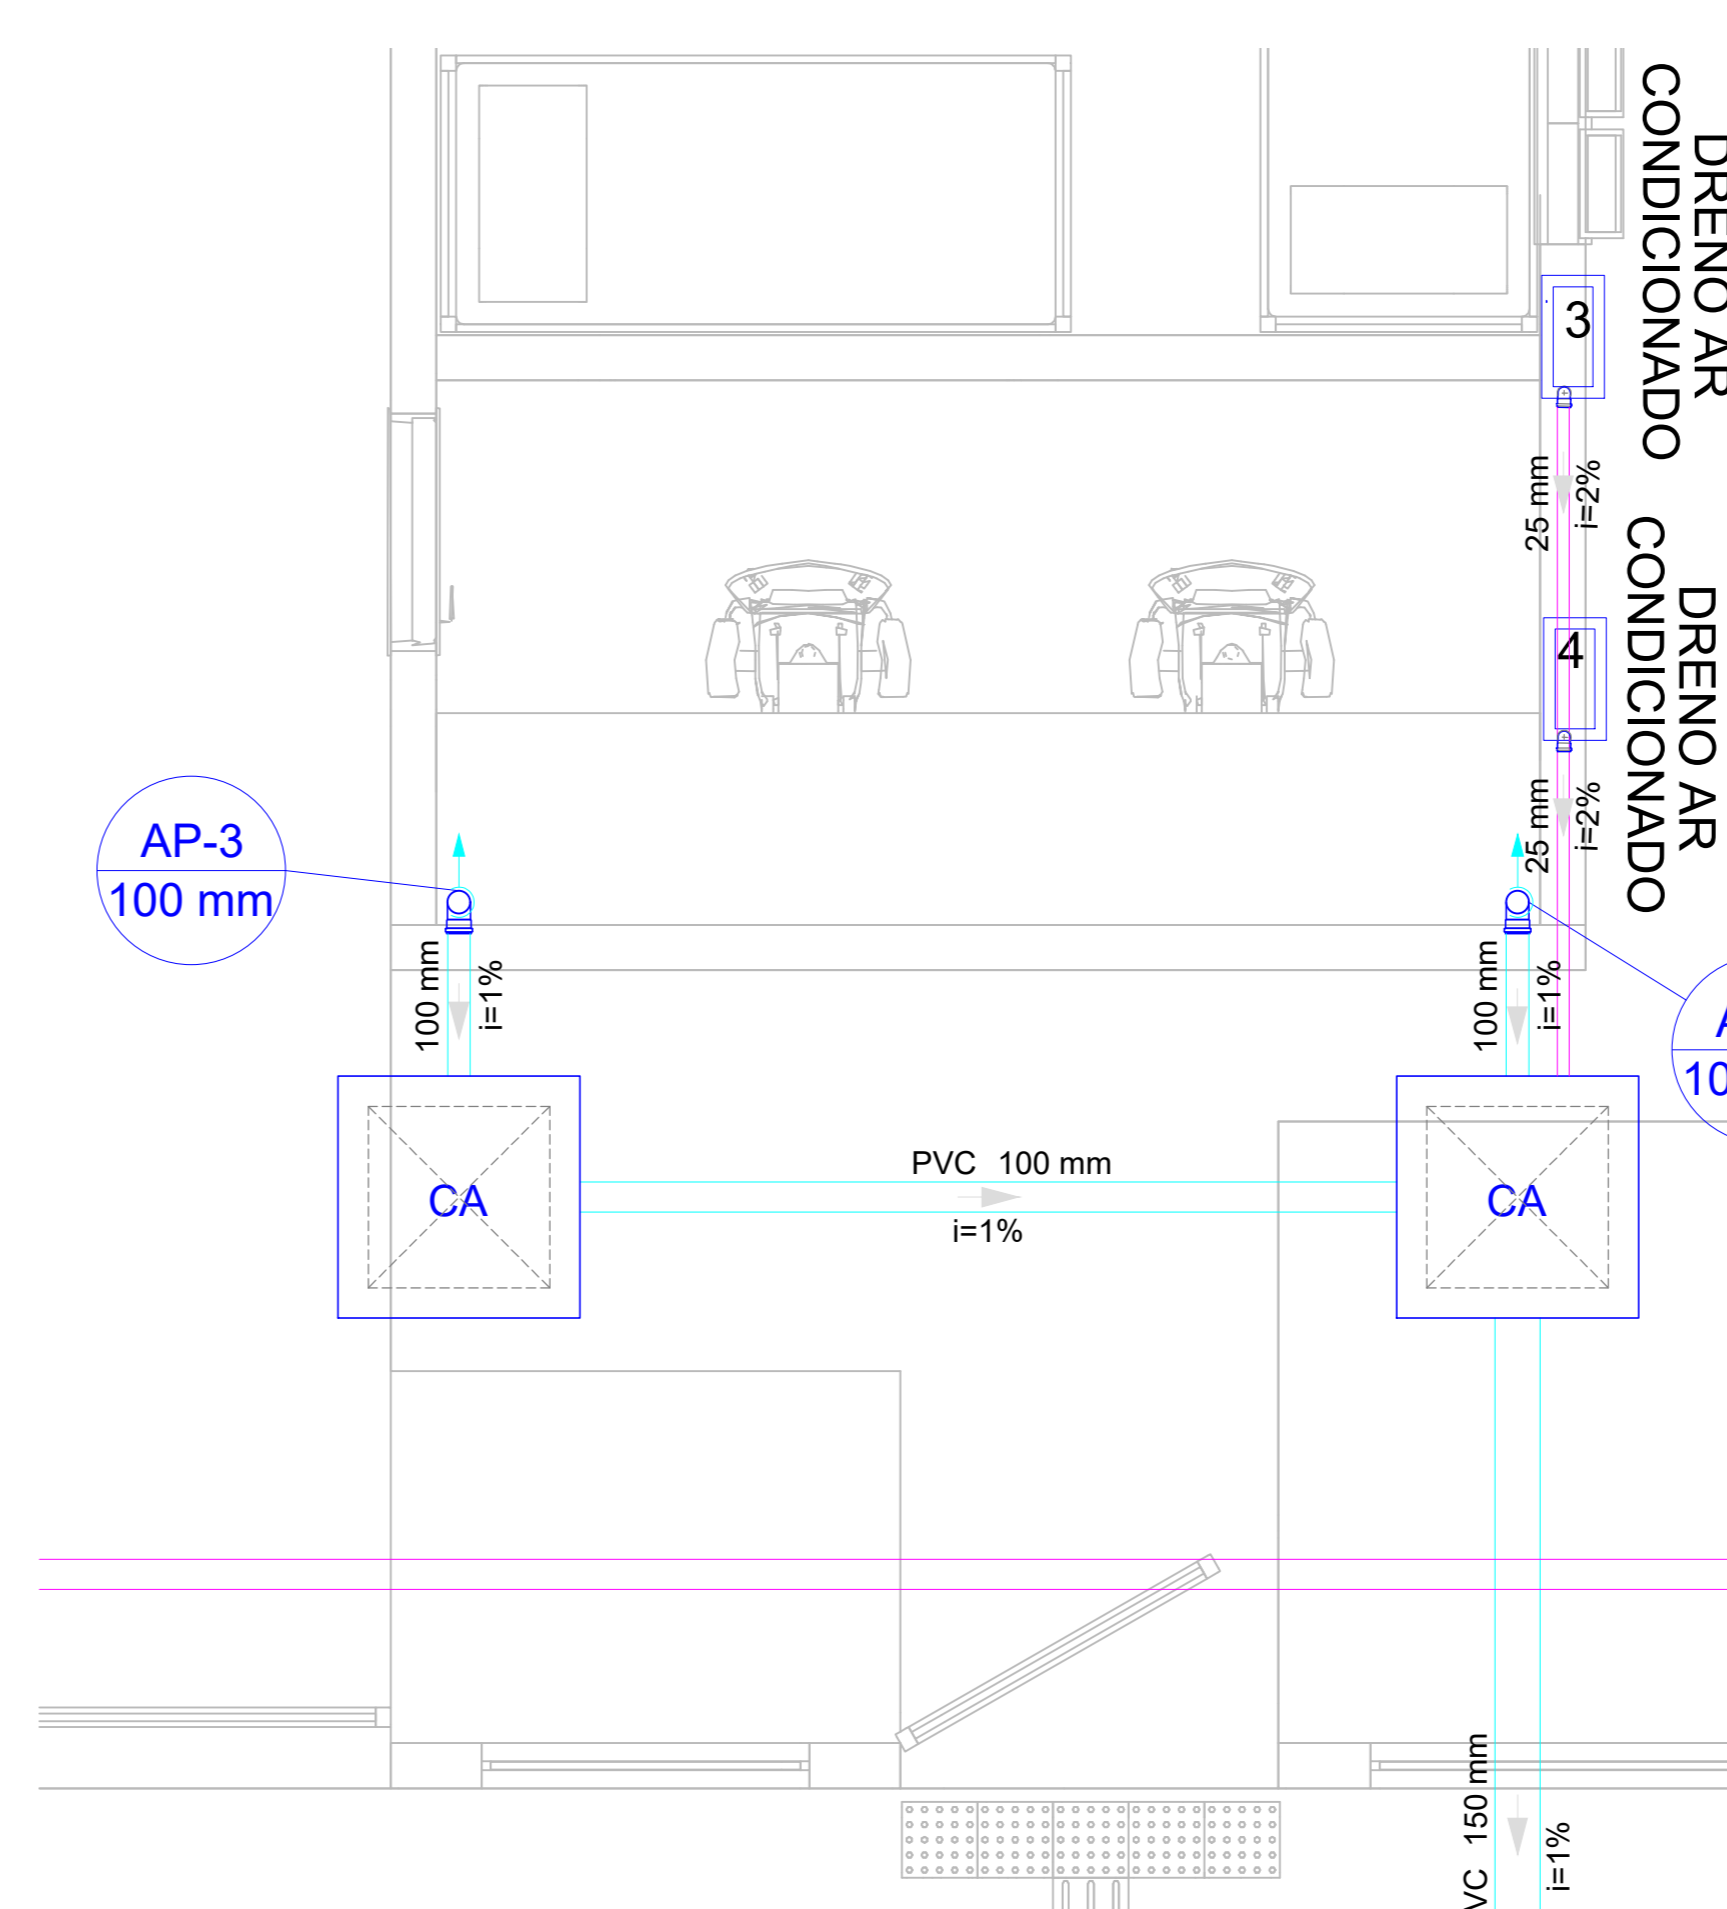 DRENO AR
CONDICIONADO
3
25 mm
i=2%
DRENO AR
CONDICIONADO
4
25 mm
i=2%
AP-3
100 mm
100 mm
i=1%
100 mm
i=1%
CA
PVC 100 mm
i=1%
CA
150 mm
i=1%